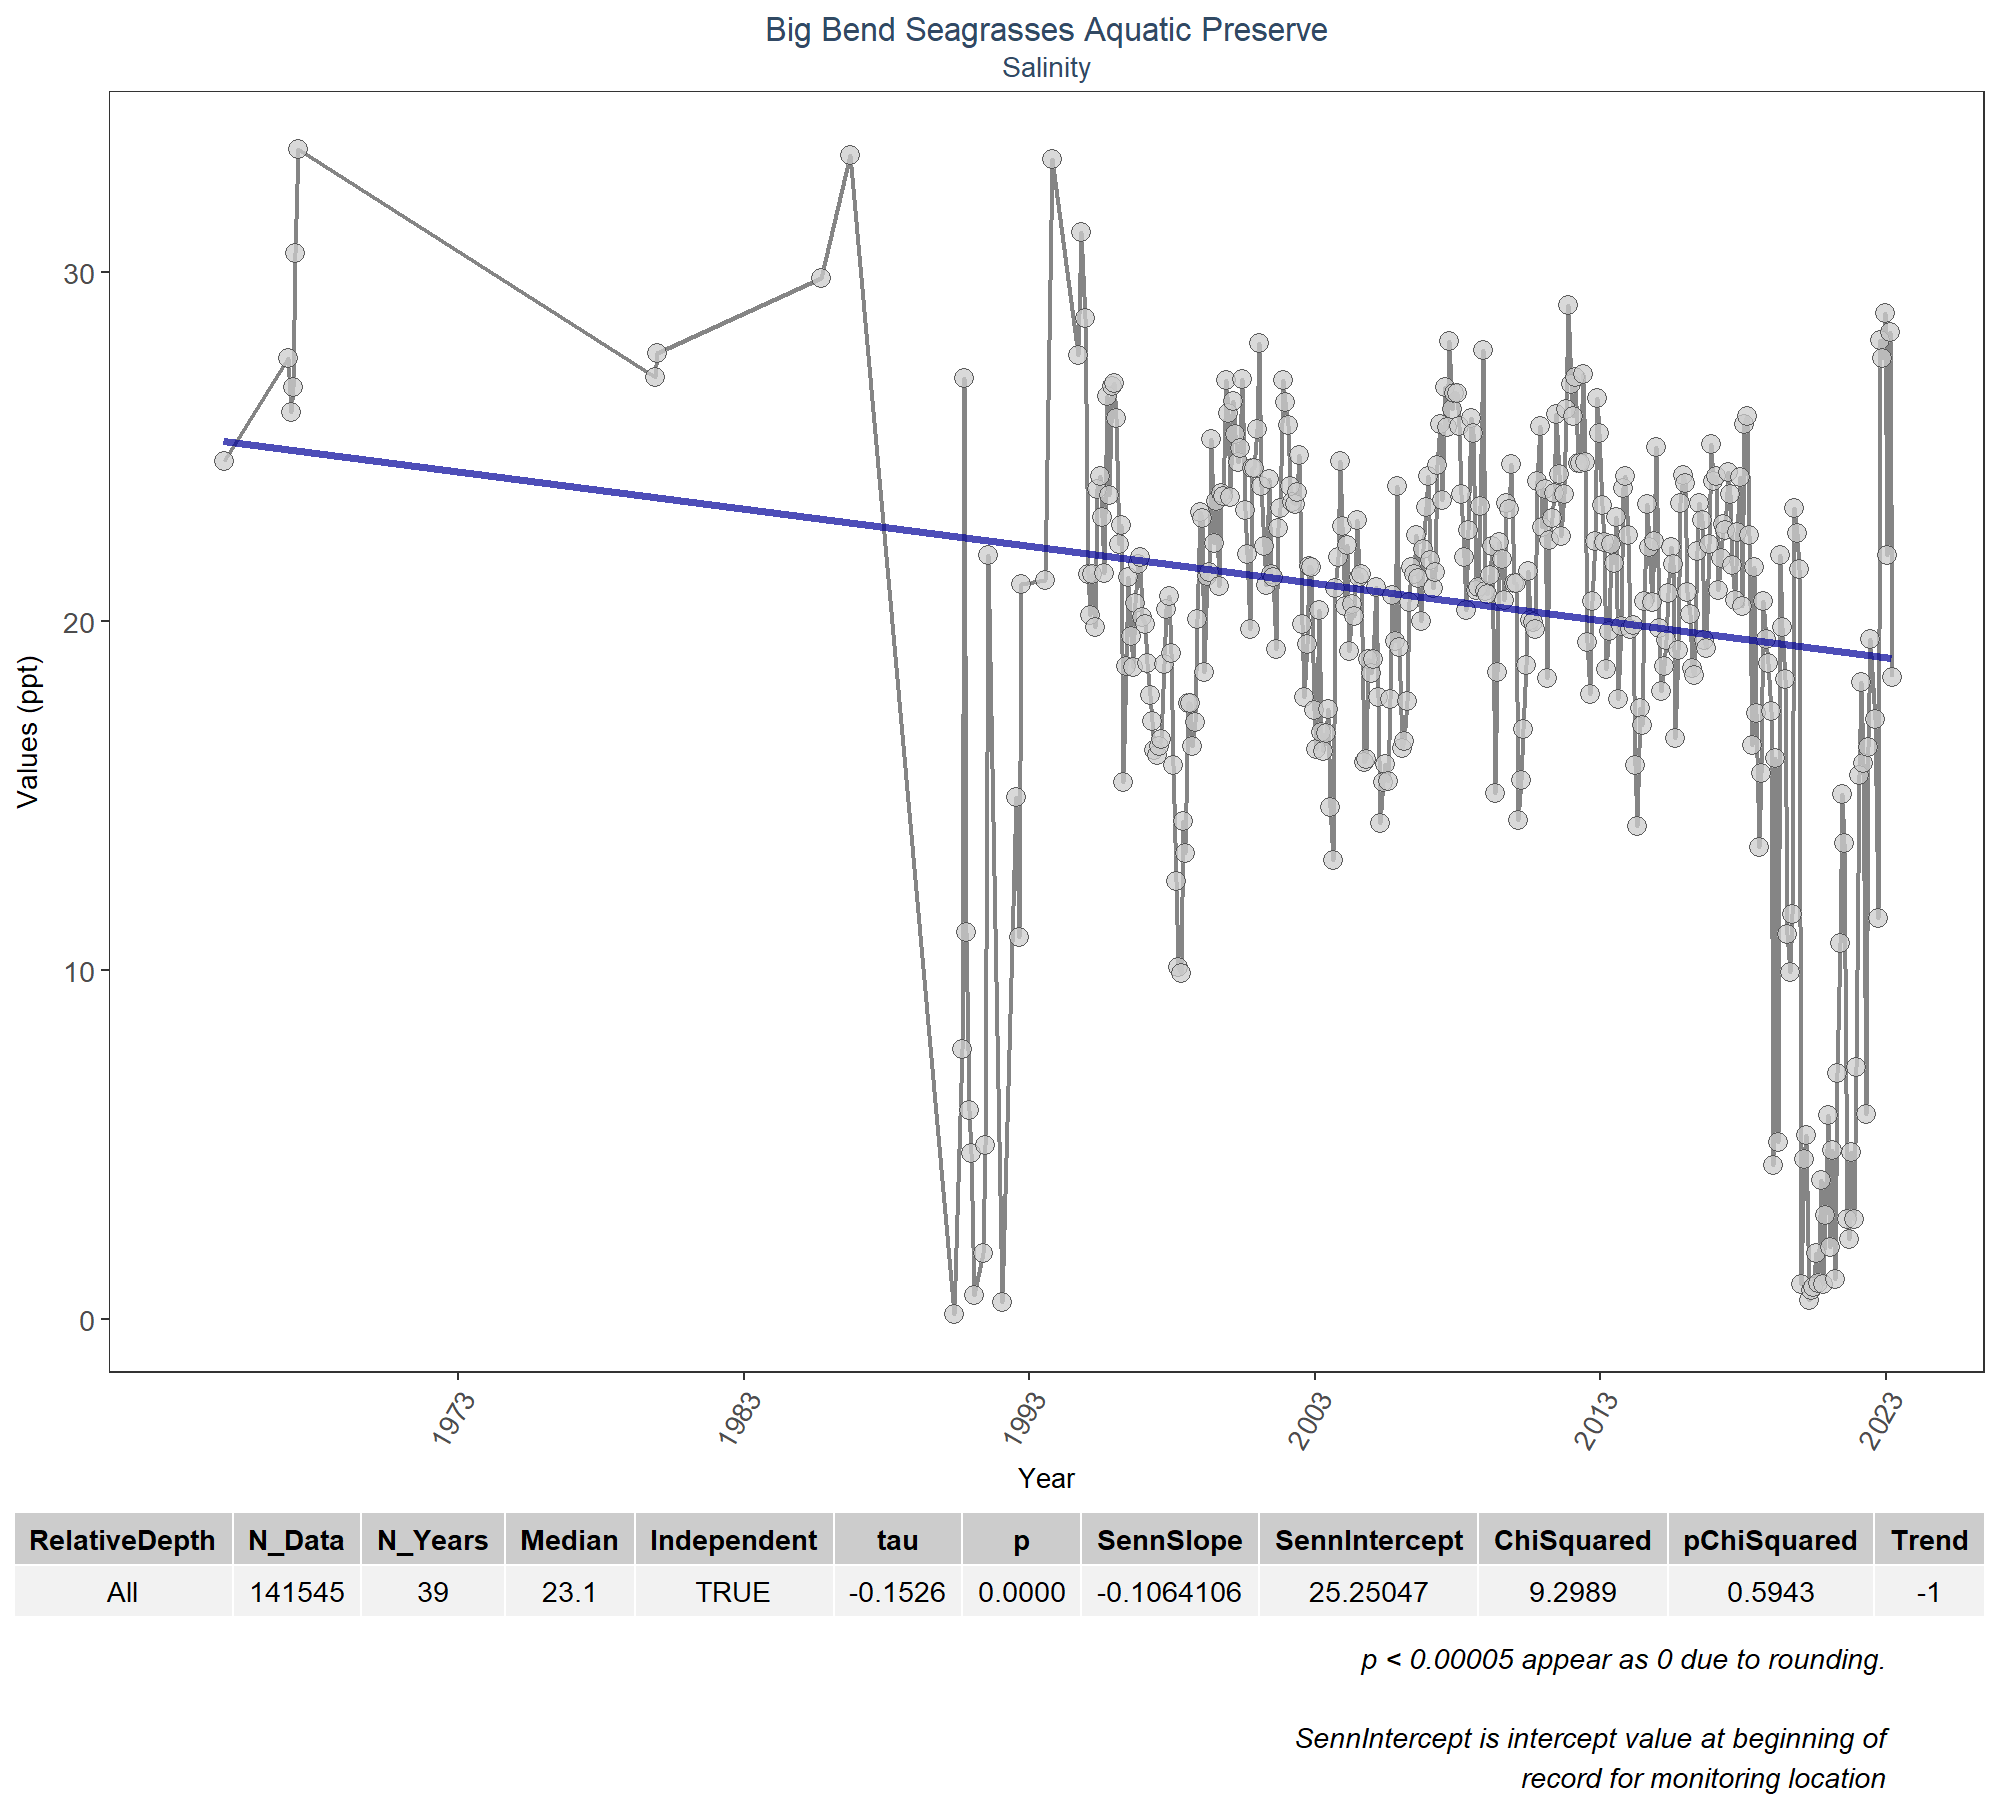 Big Bend Seagrasses Aquatic Preserve
Salinity
30
20
10
0
Values (ppt)
1973
1983
1993
2003
2013
2023
Year
RelativeDepth N_Data N_Years Median Independent tau p SennSlope SennIntercept ChiSquared pChiSquared Trend
All 141545 39 23.1 TRUE -0.1526 0.0000 -0.1064106 25.25047 9.2989 0.5943 -1
p < 0.00005 appear as 0 due to rounding.
SennIntercept is intercept value at beginning of
record for monitoring location